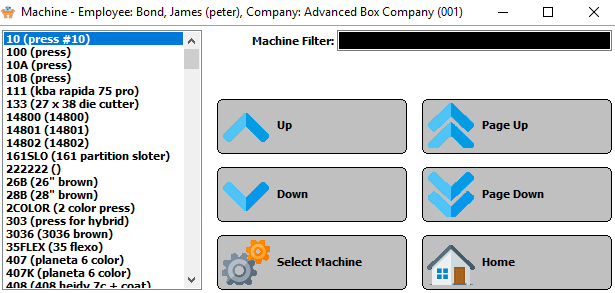 Machine - Employee: Bond, James (peter), Company: Advanced Box Company (001)
10 (press #10)
100 (press)
10A (press)
10B (press)
111 (kba rapida 75 pro)
133 (27 x 38 die cutter)
14800 (14800)
14801 (14801)
14802 (14802)
161SLO (161 partition sloter)
222222 ()
26B (26" brown)
28B (28" brown)
2COLOR (2 color press)
303 (press for hybrid)
3036 (3036 brown)
35FLEX (35 flexo)
407 (planeta 6 color)
407K (planeta 6 color)
408 (408 heidy 7c + coat)
Machine Filter:
Up
Page Up
Down
Page Down
Select Machine
Home